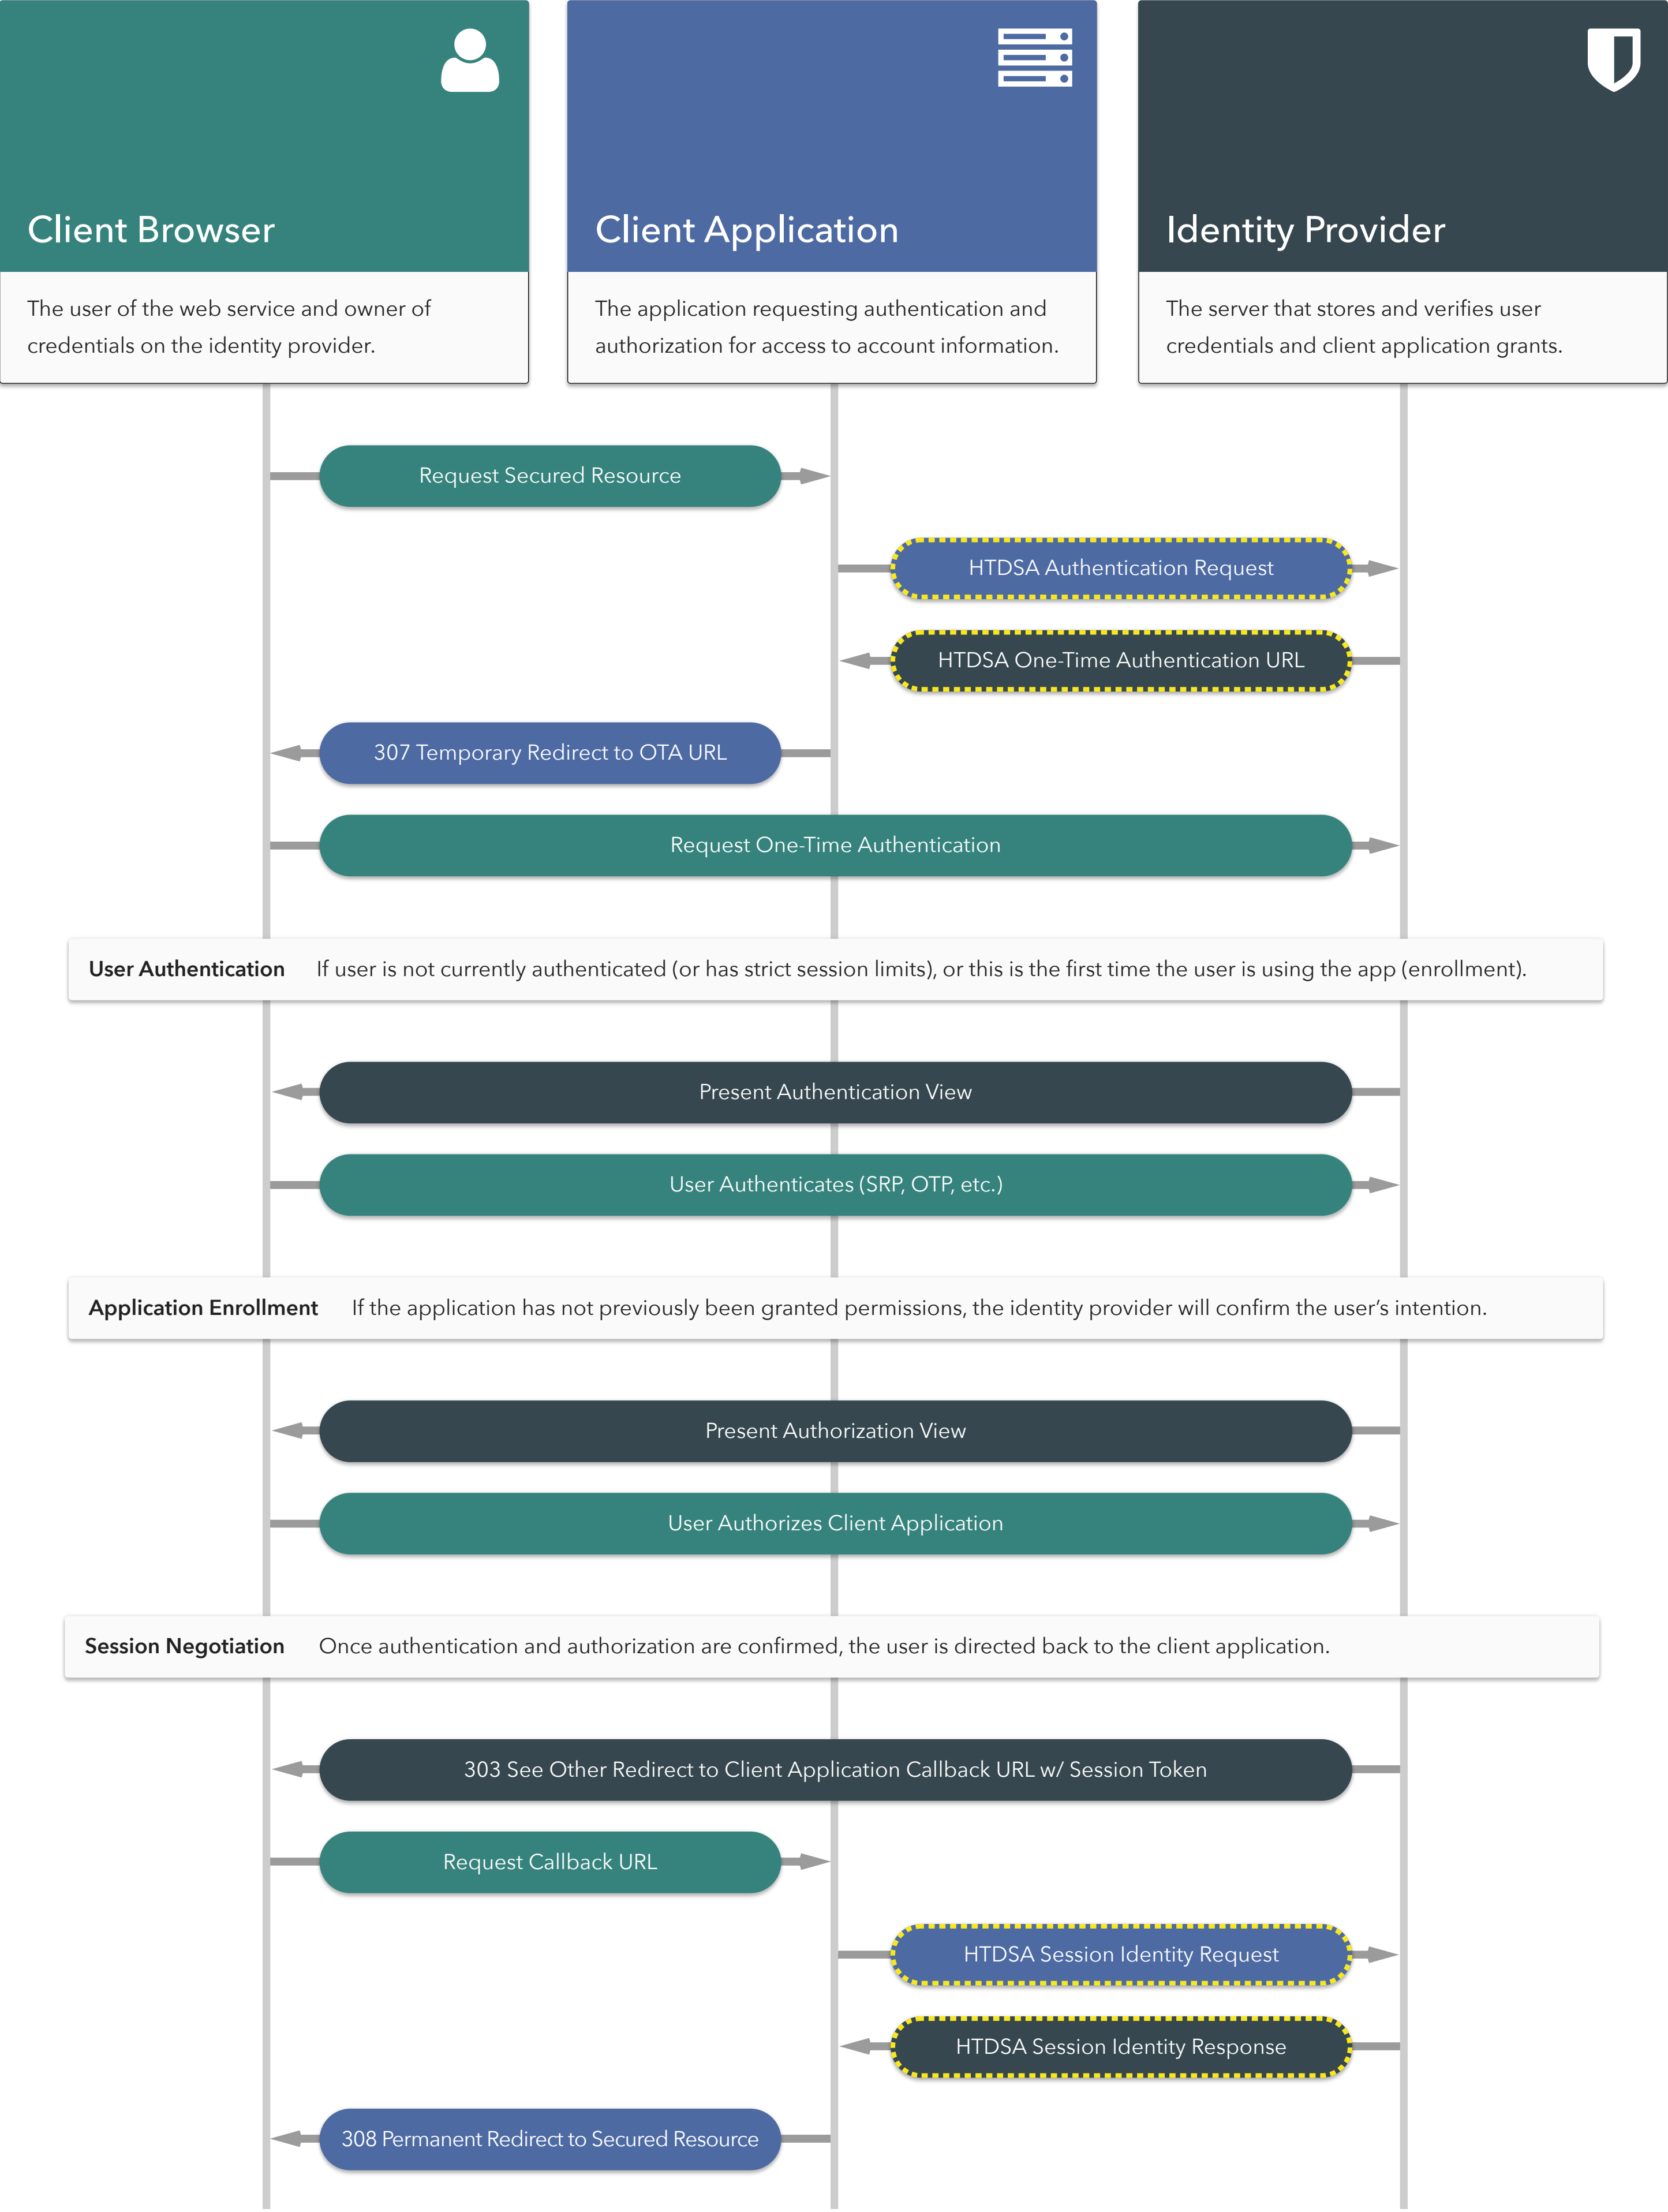 Client Browser
Client Application
Identity Provider
The user of the web service and owner of
credentials on the identity provider.
The application requesting authentication and
authorization for access to account information.
The server that stores and verifies user
credentials and client application grants.
Request Secured Resource
HTDSA Authentication Request
HTDSA One-Time Authentication URL
307 Temporary Redirect to OTA URL
Request One-Time Authentication
User Authentication If user is not currently authenticated (or has strict session limits), or this is the first time the user is using the app (enrollment).
Present Authentication View
User Authenticates (SRP, OTP, etc.)
Application Enrollment If the application has not previously been granted permissions, the identity provider will confirm the user’s intention.
Present Authorization View
User Authorizes Client Application
Session Negotiation Once authentication and authorization are confirmed, the user is directed back to the client application.
303 See Other Redirect to Client Application Callback URL w/ Session Token
Request Callback URL
HTDSA Session Identity Request
HTDSA Session Identity Response
308 Permanent Redirect to Secured Resource